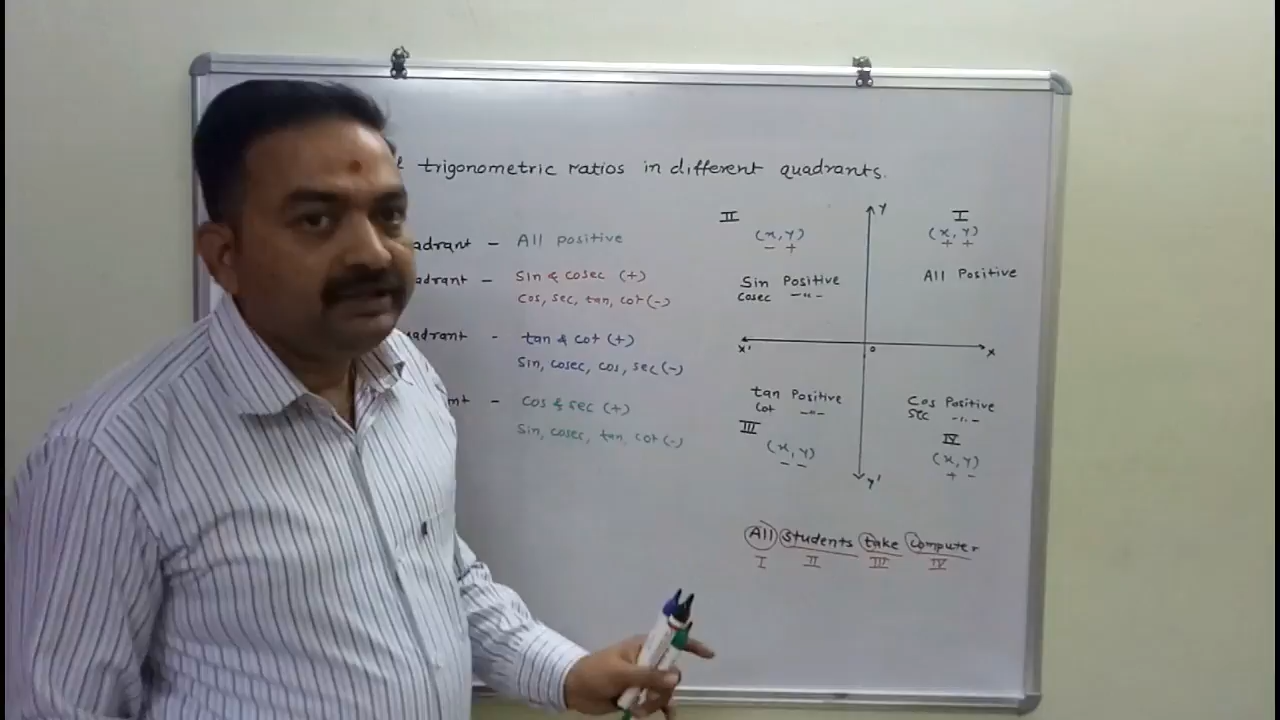 trigonometric ratios in different quadrants.
adrant - All positive
adrant - Sin & cosec (+)
cos, sec, tan, cot (-)
uadrant - tan & cot (+)
Sin, cosec, cos, sec (-)
nt - cos & sec (+)
Sin, cosec, tan, cot (-)
Y
II
(x, y)
- +
I
(x, y)
+ +
Sin Positive
cosec -"-
All Positive
x'
o
x
tan Positive
cot -"-
III
(x, y)
- -
Cos Positive
sec -"-
IV
(x, y)
+ -
y'
All students take computer
I II III IV